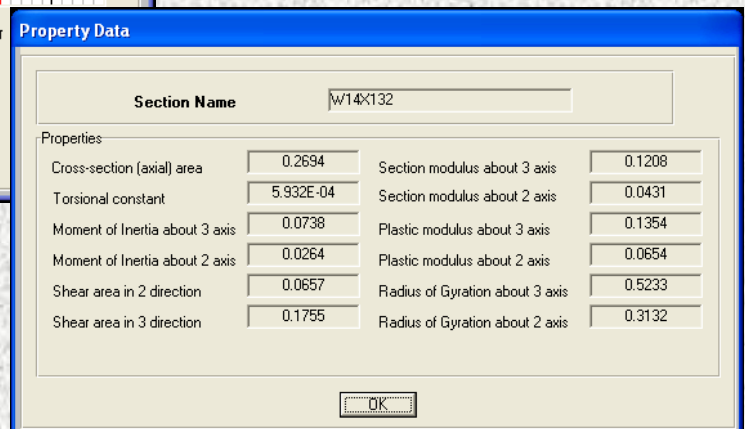 r
Property Data
Section Name W14X132
Properties
Cross-section (axial) area 0.2694 Section modulus about 3 axis 0.1208
Torsional constant 5.932E-04 Section modulus about 2 axis 0.0431
Moment of Inertia about 3 axis 0.0738 Plastic modulus about 3 axis 0.1354
Moment of Inertia about 2 axis 0.0264 Plastic modulus about 2 axis 0.0654
Shear area in 2 direction 0.0657 Radius of Gyration about 3 axis 0.5233
Shear area in 3 direction 0.1755 Radius of Gyration about 2 axis 0.3132
OK